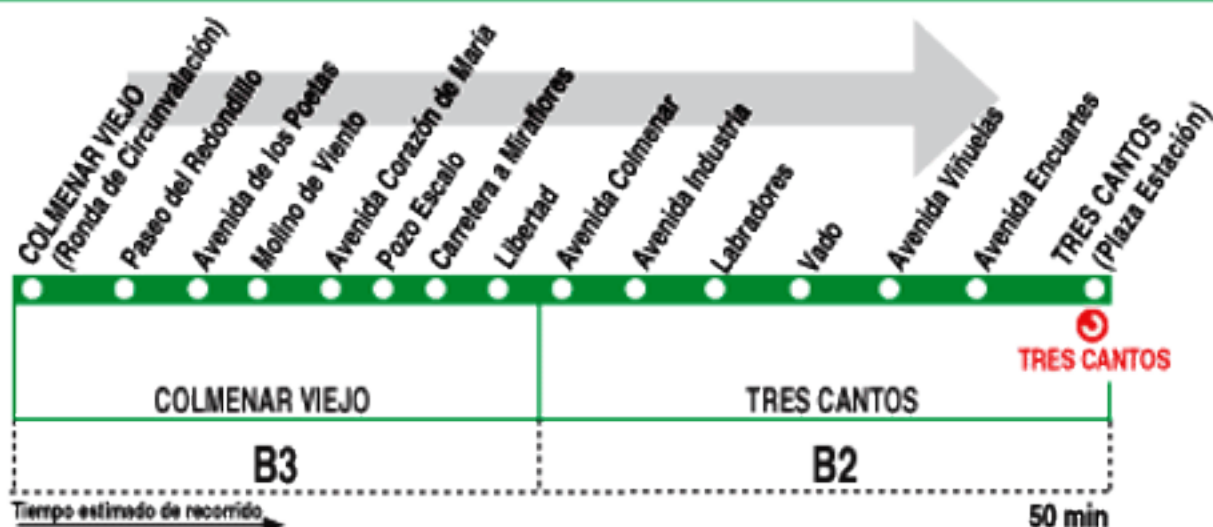 COLMENAR VIEJO
(Ronda de Circunvalación)
Paseo del Redondillo
Avenida de los Poetas
Molino de Viento
Avenida Corazón de María
Pozo Escalo
Carretera a Miraflores
Libertad
Avenida Colmenar
Avenida Industria
Labradores
Vado
Avenida Viñuelas
Avenida Encuartes
TRES CANTOS
(Plaza Estación)
TRES CANTOS
COLMENAR VIEJO
TRES CANTOS
B3
B2
Tiempo estimado de recorrido
50 min